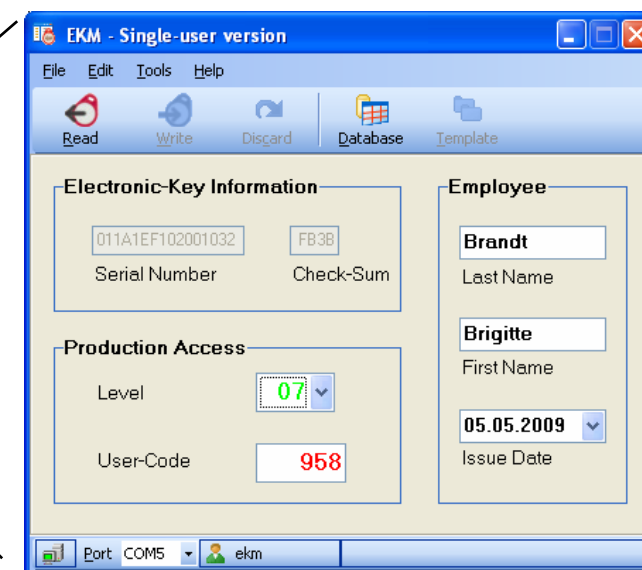 EKM - Single-user version
File Edit Tools Help
Read Write Discard Database Template
Electronic-Key Information
011A1EF102001032 FB3B
Serial Number Check-Sum
Production Access
Level 07
User-Code 958
Employee
Brandt
Last Name
Brigitte
First Name
05.05.2009
Issue Date
Port COM5 ekm